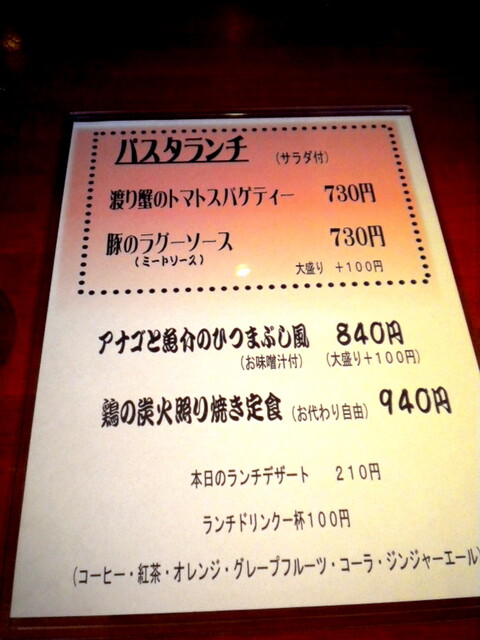 パスタランチ (サラダ付)
渡り蟹のトマトスパゲティー 730円
豚のラグーソース 730円
(ミートソース)
大盛り +100円
アナゴと魚介のひつまぶし風 840円
(お味噌汁付) (大盛り+100円)
鶏の炭火照り焼き定食 (お代わり自由) 940円
本日のランチデザート 210円
ランチドリンク一杯100円
(コーヒー・紅茶・オレンジ・グレープフルーツ・コーラ・ジンジャーエール)